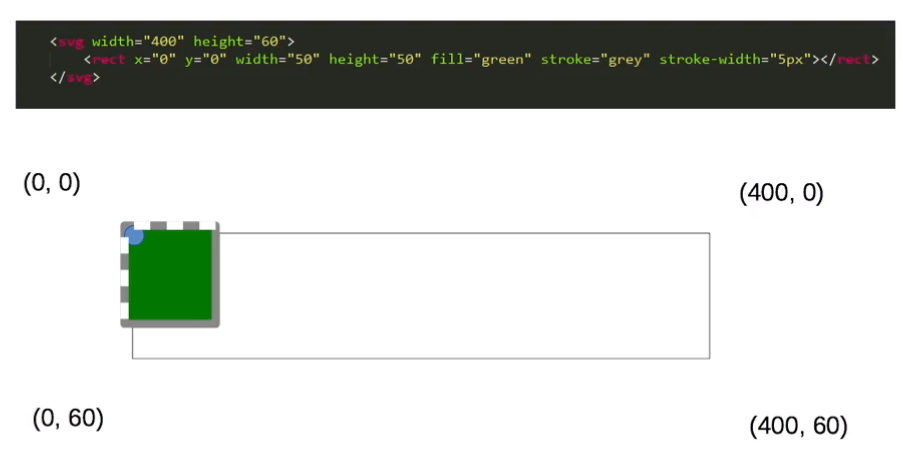 <svg width="400" height="60">
<rect x="0" y="0" width="50" height="50" fill="green" stroke="grey" stroke-width="5px"></rect>
</svg>
(0, 0)
(400, 0)
(0, 60)
(400, 60)